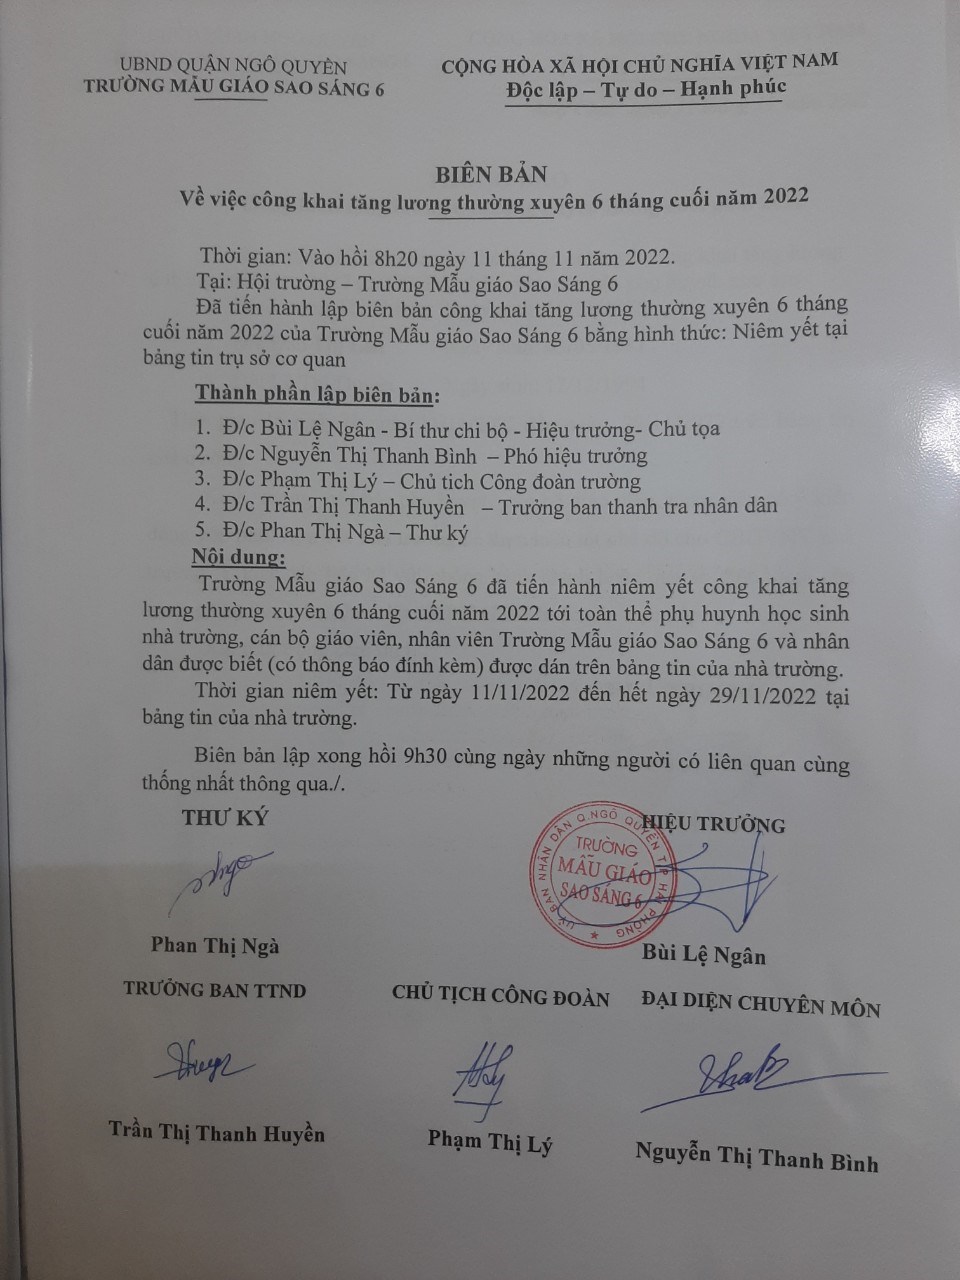 UBND QUẬN NGÔ QUYỀN
TRƯỜNG MẪU GIÁO SAO SÁNG 6
CỘNG HÒA XÃ HỘI CHỦ NGHĨA VIỆT NAM
Độc lập – Tự do – Hạnh phúc
BIÊN BẢN
Về việc công khai tăng lương thường xuyên 6 tháng cuối năm 2022
Thời gian: Vào hồi 8h20 ngày 11 tháng 11 năm 2022.
Tại: Hội trường – Trường Mẫu giáo Sao Sáng 6
Đã tiến hành lập biên bản công khai tăng lương thường xuyên 6 tháng
cuối năm 2022 của Trường Mẫu giáo Sao Sáng 6 bằng hình thức: Niêm yết tại
bảng tin trụ sở cơ quan
Thành phần lập biên bản:
1. Đ/c Bùi Lệ Ngân - Bí thư chi bộ - Hiệu trưởng- Chủ tọa
2. Đ/c Nguyễn Thị Thanh Bình – Phó hiệu trưởng
3. Đ/c Phạm Thị Lý – Chủ tich Công đoàn trường
4. Đ/c Trần Thị Thanh Huyền – Trưởng ban thanh tra nhân dân
5. Đ/c Phan Thị Ngà – Thư ký
Nội dung:
Trường Mẫu giáo Sao Sáng 6 đã tiến hành niêm yết công khai tăng
lương thường xuyên 6 tháng cuối năm 2022 tới toàn thể phụ huynh học sinh
nhà trường, cán bộ giáo viên, nhân viên Trường Mẫu giáo Sao Sáng 6 và nhân
dân được biết (có thông báo đính kèm) được dán trên bảng tin của nhà trường.
Thời gian niêm yết: Từ ngày 11/11/2022 đến hết ngày 29/11/2022 tại
bảng tin của nhà trường.
Biên bản lập xong hồi 9h30 cùng ngày những người có liên quan cùng
thống nhất thông qua./.
THƯ KÝ
HIỆU TRƯỞNG
ỦY BAN NHÂN DÂN Q.NGÔ QUYỀN TP HẢI PHÒNG
TRƯỜNG
MẪU GIÁO
SAO SÁNG 6
Phan Thị Ngà
Bùi Lệ Ngân
TRƯỞNG BAN TTND
CHỦ TỊCH CÔNG ĐOÀN
ĐẠI DIỆN CHUYÊN MÔN
Trần Thị Thanh Huyền
Phạm Thị Lý
Nguyễn Thị Thanh Bình